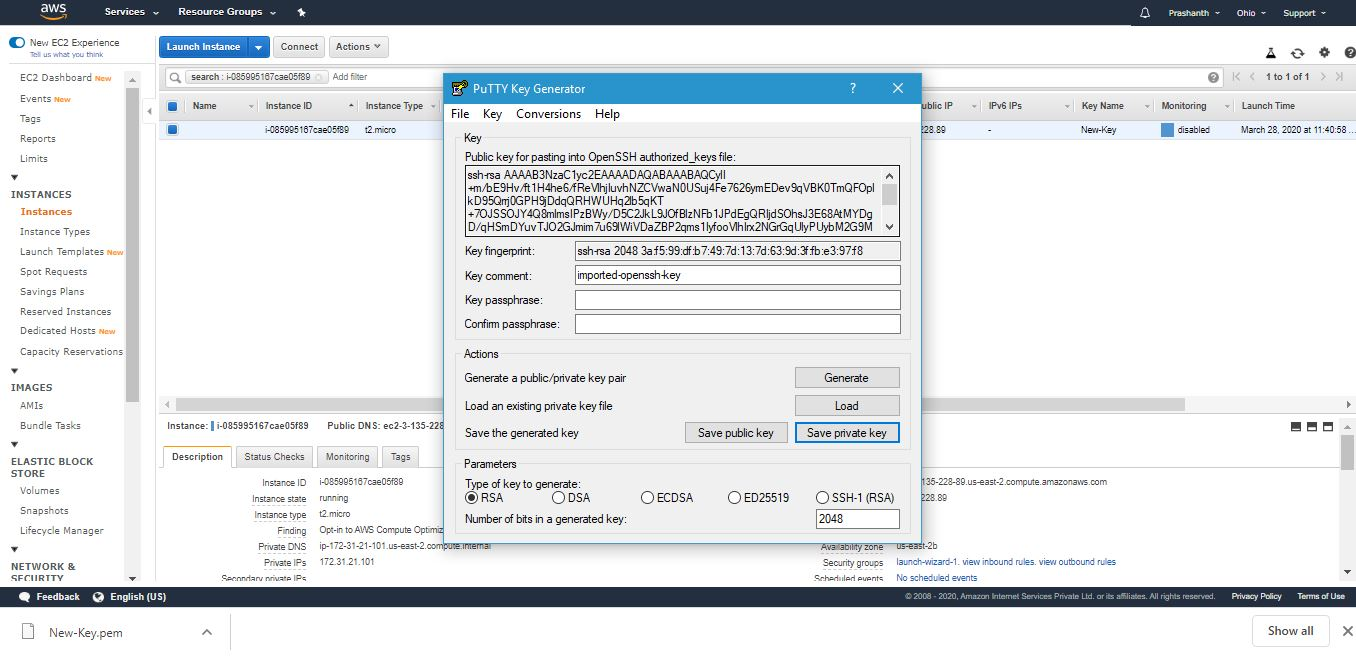 aws
Services Resource Groups Prashanth Ohio Support
New EC2 Experience
Tell us what you think
Launch Instance Connect Actions
EC2 Dashboard New
Events New
Tags
Reports
Limits
INSTANCES
Instances
Instance Types
Launch Templates New
Spot Requests
Savings Plans
Reserved Instances
Dedicated Hosts New
Capacity Reservations
IMAGES
AMIs
Bundle Tasks
ELASTIC BLOCK
STORE
Volumes
Snapshots
Lifecycle Manager
NETWORK &
SECURITY
search : i-085995167cae05f89 Add filter
1 to 1 of 1
Name Instance ID Instance Type ublic IP IPv6 IPs Key Name Monitoring Launch Time
i-085995167cae05f89 t2.micro 228.89 - New-Key disabled March 28, 2020 at 11:40:58 ...
PuTTY Key Generator ?
File Key Conversions Help
Key
Public key for pasting into OpenSSH authorized_keys file:
ssh-rsa
Key fingerprint: ssh-rsa 2048 3a:f5:99:df:b7:49:7d:13:7d:63:9d:3f:fb:e3:97:f8
Key comment: imported-openssh-key
Key passphrase:
Confirm passphrase:
Actions
Generate a public/private key pair Generate
Load an existing private key file Load
Save the generated key Save public key Save private key
Parameters
Type of key to generate:
RSA DSA ECDSA ED25519 SSH-1 (RSA)
Number of bits in a generated key: 2048
Instance: i-085995167cae05f89 Public DNS: ec2-3-135-228
Description Status Checks Monitoring Tags
Instance ID i-085995167cae05f89
135-228-89.us-east-2.compute.amazonaws.com
Instance state running
228.89
Instance type t2.micro
Finding Opt-in to AWS Compute Optimiz
Private DNS ip-172-31-21-101.us-east-2.compute.internal
Availability zone us-east-2b
Private IPs 172.31.21.101
Security groups launch-wizard-1. view inbound rules. view outbound rules
Secondary private IPs
Scheduled events No scheduled events
Feedback English (US)
© 2008 - 2020, Amazon Internet Services Private Ltd. or its affiliates. All rights reserved. Privacy Policy Terms of Use
New-Key.pem
Show all